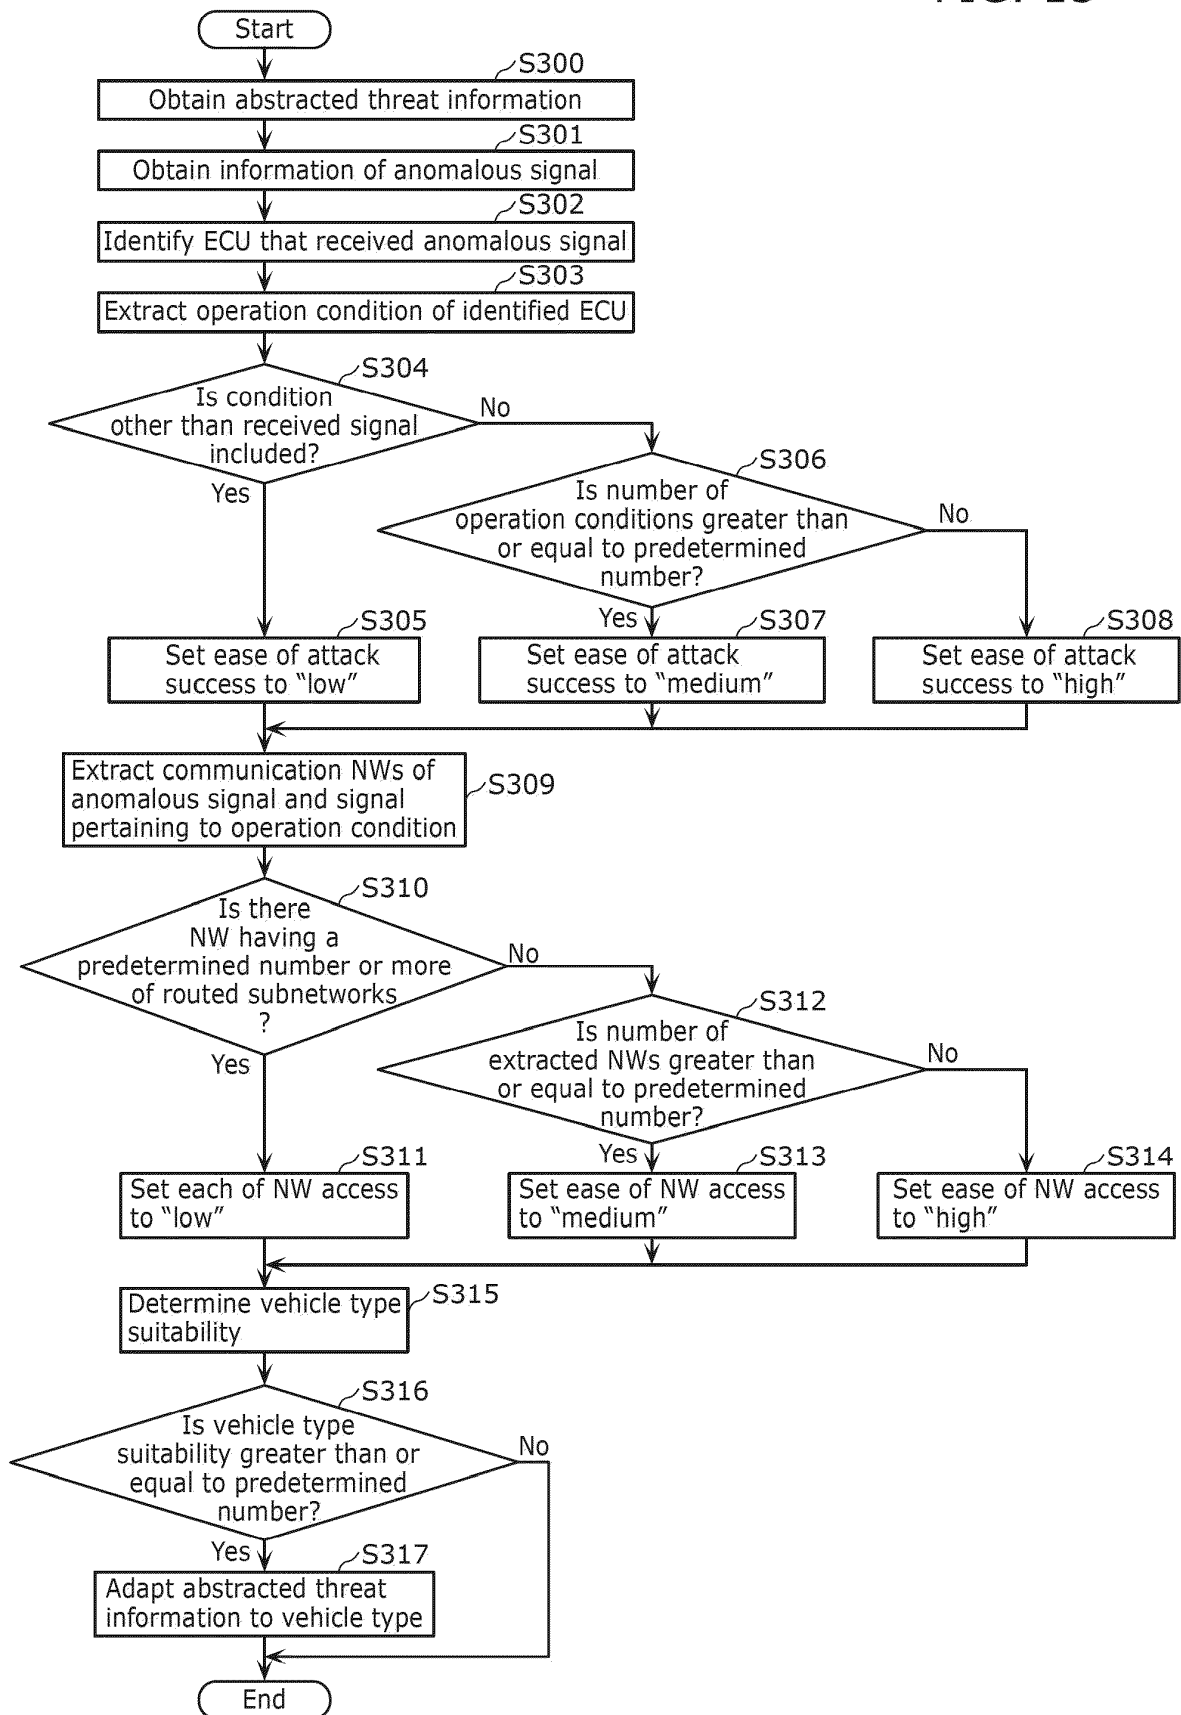 Start
S300
Obtain abstracted threat information
S301
Obtain information of anomalous signal
S302
Identify ECU that received anomalous signal
S303
Extract operation condition of identified ECU
S304
Is condition
other than received signal
included?
No
Yes
S306
Is number of
operation conditions greater than
or equal to predetermined
number?
No
Yes
S305
Set ease of attack
success to “low”
S307
Set ease of attack
success to “medium”
S308
Set ease of attack
success to “high”
S309
Extract communication NWs of
anomalous signal and signal
pertaining to operation condition
S310
Is there
NW having a
predetermined number or more
of routed subnetworks
?
No
Yes
S312
Is number of
extracted NWs greater than
or equal to predetermined
number?
No
Yes
S311
Set each of NW access
to “low”
S313
Set ease of NW access
to “medium”
S314
Set ease of NW access
to “high”
S315
Determine vehicle type
suitability
S316
Is vehicle type
suitability greater than or
equal to predetermined
number?
No
Yes
S317
Adapt abstracted threat
information to vehicle type
End